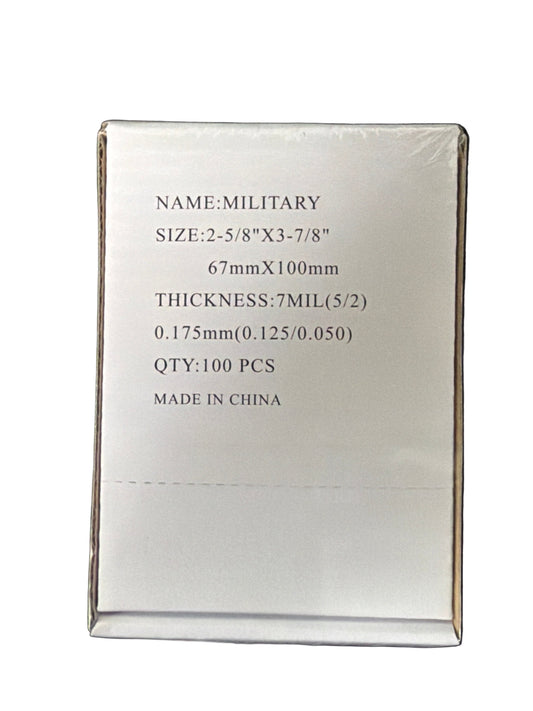 NAME:MILITARY
SIZE:2-5/8"X3-7/8"
67mmX100mm
THICKNESS:7MIL(5/2)
0.175mm(0.125/0.050)
QTY:100 PCS
MADE IN CHINA